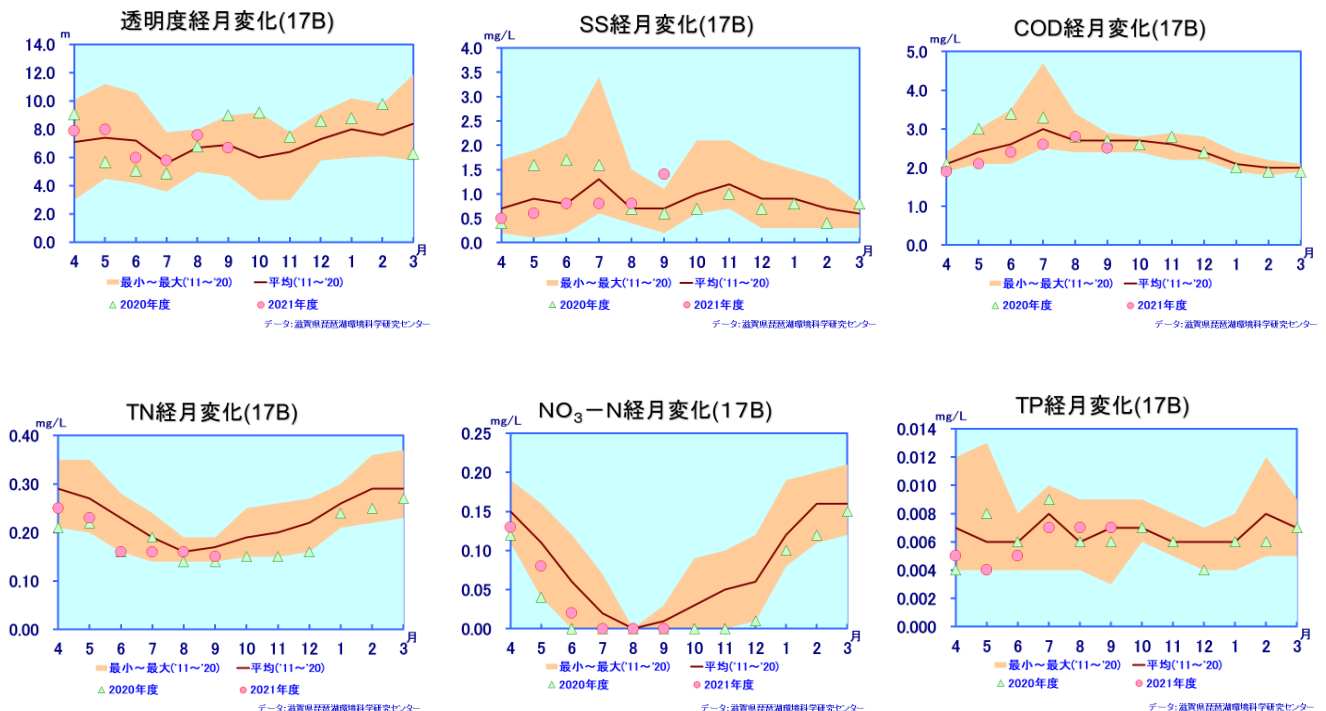 透明度経月変化(17B)
m
14.0
12.0
10.0
8.0
6.0
4.0
2.0
0.0
4 5 6 7 8 9 10 11 12 1 2 3 月
最小～最大('11～'20) 平均('11～'20)
2020年度 2021年度
データ：滋賀県琵琶湖環境科学研究センター
SS経月変化(17B)
mg/L
4.0
3.5
3.0
2.5
2.0
1.5
1.0
0.5
0.0
4 5 6 7 8 9 10 11 12 1 2 3 月
最小～最大('11～'20) 平均('11～'20)
2020年度 2021年度
データ：滋賀県琵琶湖環境科学研究センター
COD経月変化(17B)
mg/L
5.0
4.0
3.0
2.0
1.0
0.0
4 5 6 7 8 9 10 11 12 1 2 3 月
最小～最大('11～'20) 平均('11～'20)
2020年度 2021年度
データ：滋賀県琵琶湖環境科学研究センター
TN経月変化(17B)
mg/L
0.40
0.30
0.20
0.10
0.00
4 5 6 7 8 9 10 11 12 1 2 3 月
最小～最大('11～'20) 平均('11～'20)
2020年度 2021年度
データ：滋賀県琵琶湖環境科学研究センター
NO₃－N経月変化(17B)
mg/L
0.25
0.20
0.15
0.10
0.05
0.00
4 5 6 7 8 9 10 11 12 1 2 3 月
最小～最大('11～'20) 平均('11～'20)
2020年度 2021年度
データ：滋賀県琵琶湖環境科学研究センター
TP経月変化(17B)
mg/L
0.014
0.012
0.010
0.008
0.006
0.004
0.002
0.000
4 5 6 7 8 9 10 11 12 1 2 3 月
最小～最大('11～'20) 平均('11～'20)
2020年度 2021年度
データ：滋賀県琵琶湖環境科学研究センター